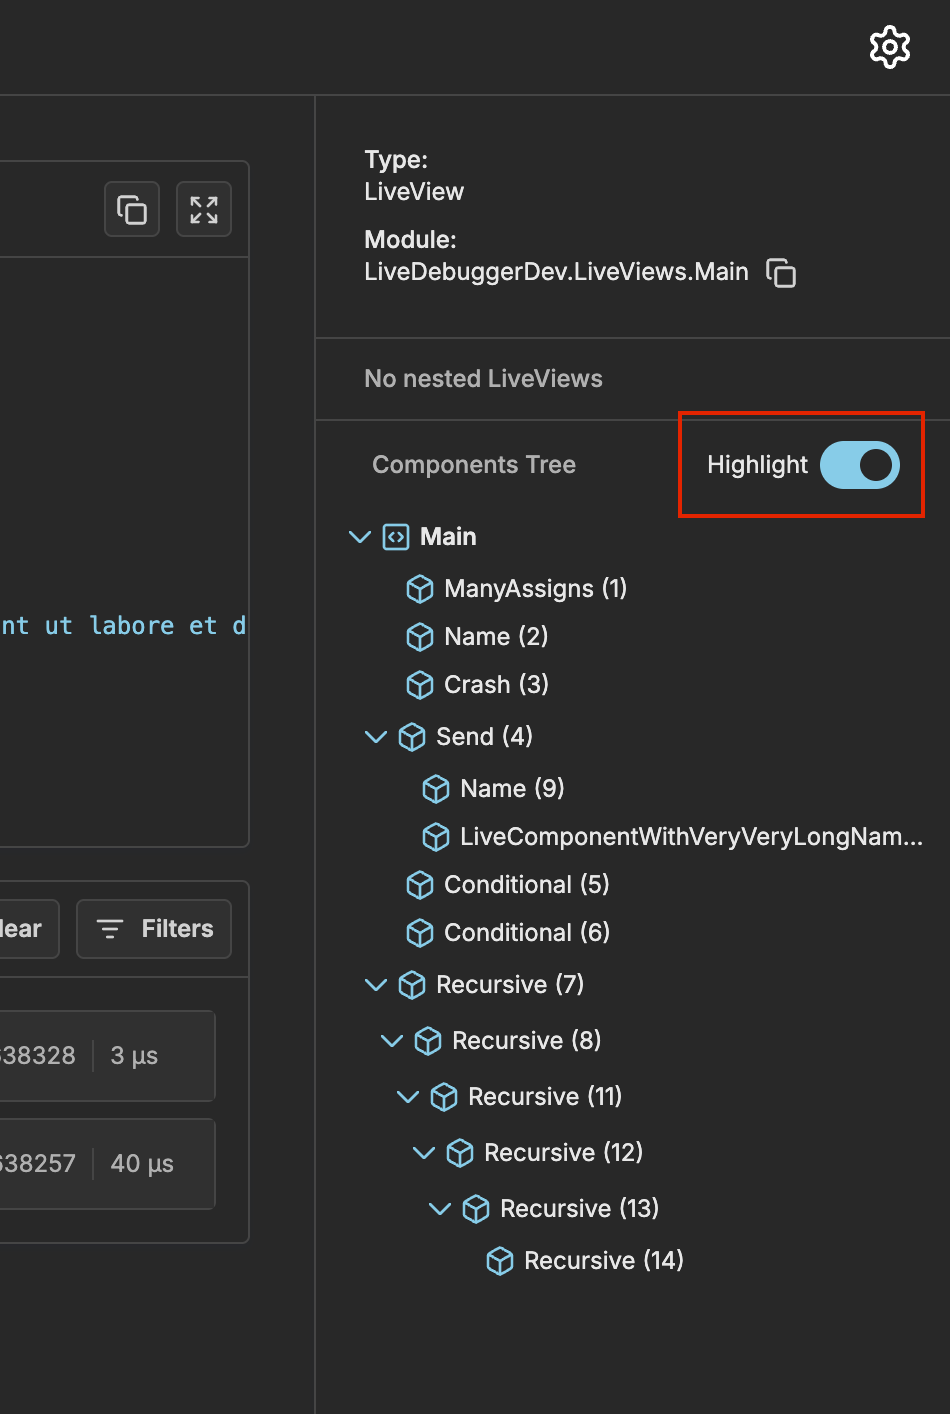 Type:
LiveView
Module:
LiveDebuggerDev.LiveViews.Main
No nested LiveViews
Components Tree
Highlight
Main
ManyAssigns (1)
Name (2)
Crash (3)
Send (4)
Name (9)
LiveComponentWithVeryVeryLongNam...
Conditional (5)
Conditional (6)
Recursive (7)
Recursive (8)
Recursive (11)
Recursive (12)
Recursive (13)
Recursive (14)
nt ut labore et d
lear
Filters
38328 3 µs
638257 40 µs